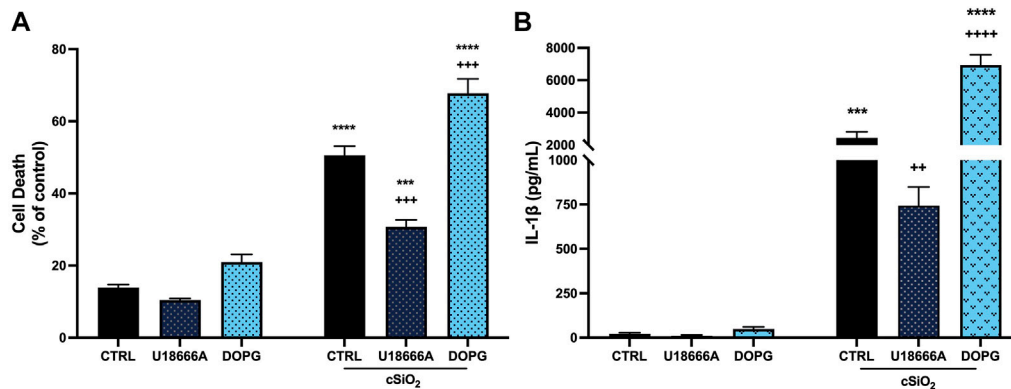 A
Cell Death
(% of control)
80
60
40
20
0
****
***
+++
****
+++
CTRL
U18666A
DOPG
CTRL
U18666A
DOPG
cSiO₂
B
IL-1β (pg/mL)
8000
6000
4000
2000
1000
750
500
250
0
***
++
****
++++
CTRL
U18666A
DOPG
CTRL
U18666A
DOPG
cSiO₂